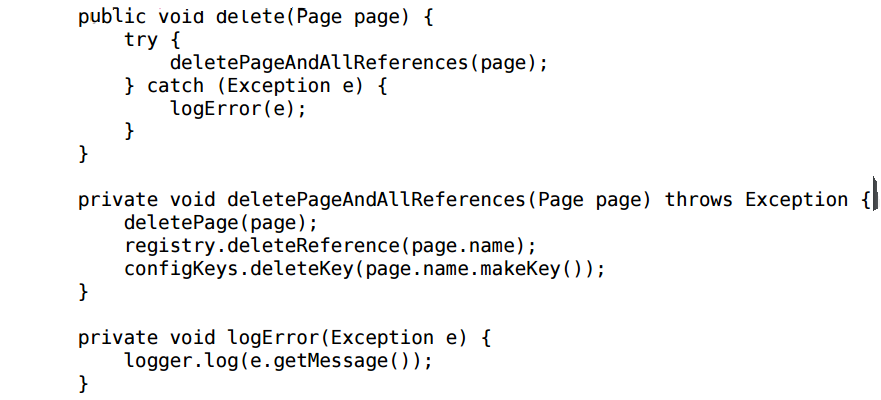 public void delete(Page page) {
    try {
        deletePageAndAllReferences(page);
    } catch (Exception e) {
        logError(e);
    }
}

private void deletePageAndAllReferences(Page page) throws Exception {
    deletePage(page);
    registry.deleteReference(page.name);
    configKeys.deleteKey(page.name.makeKey());
}

private void logError(Exception e) {
    logger.log(e.getMessage());
}